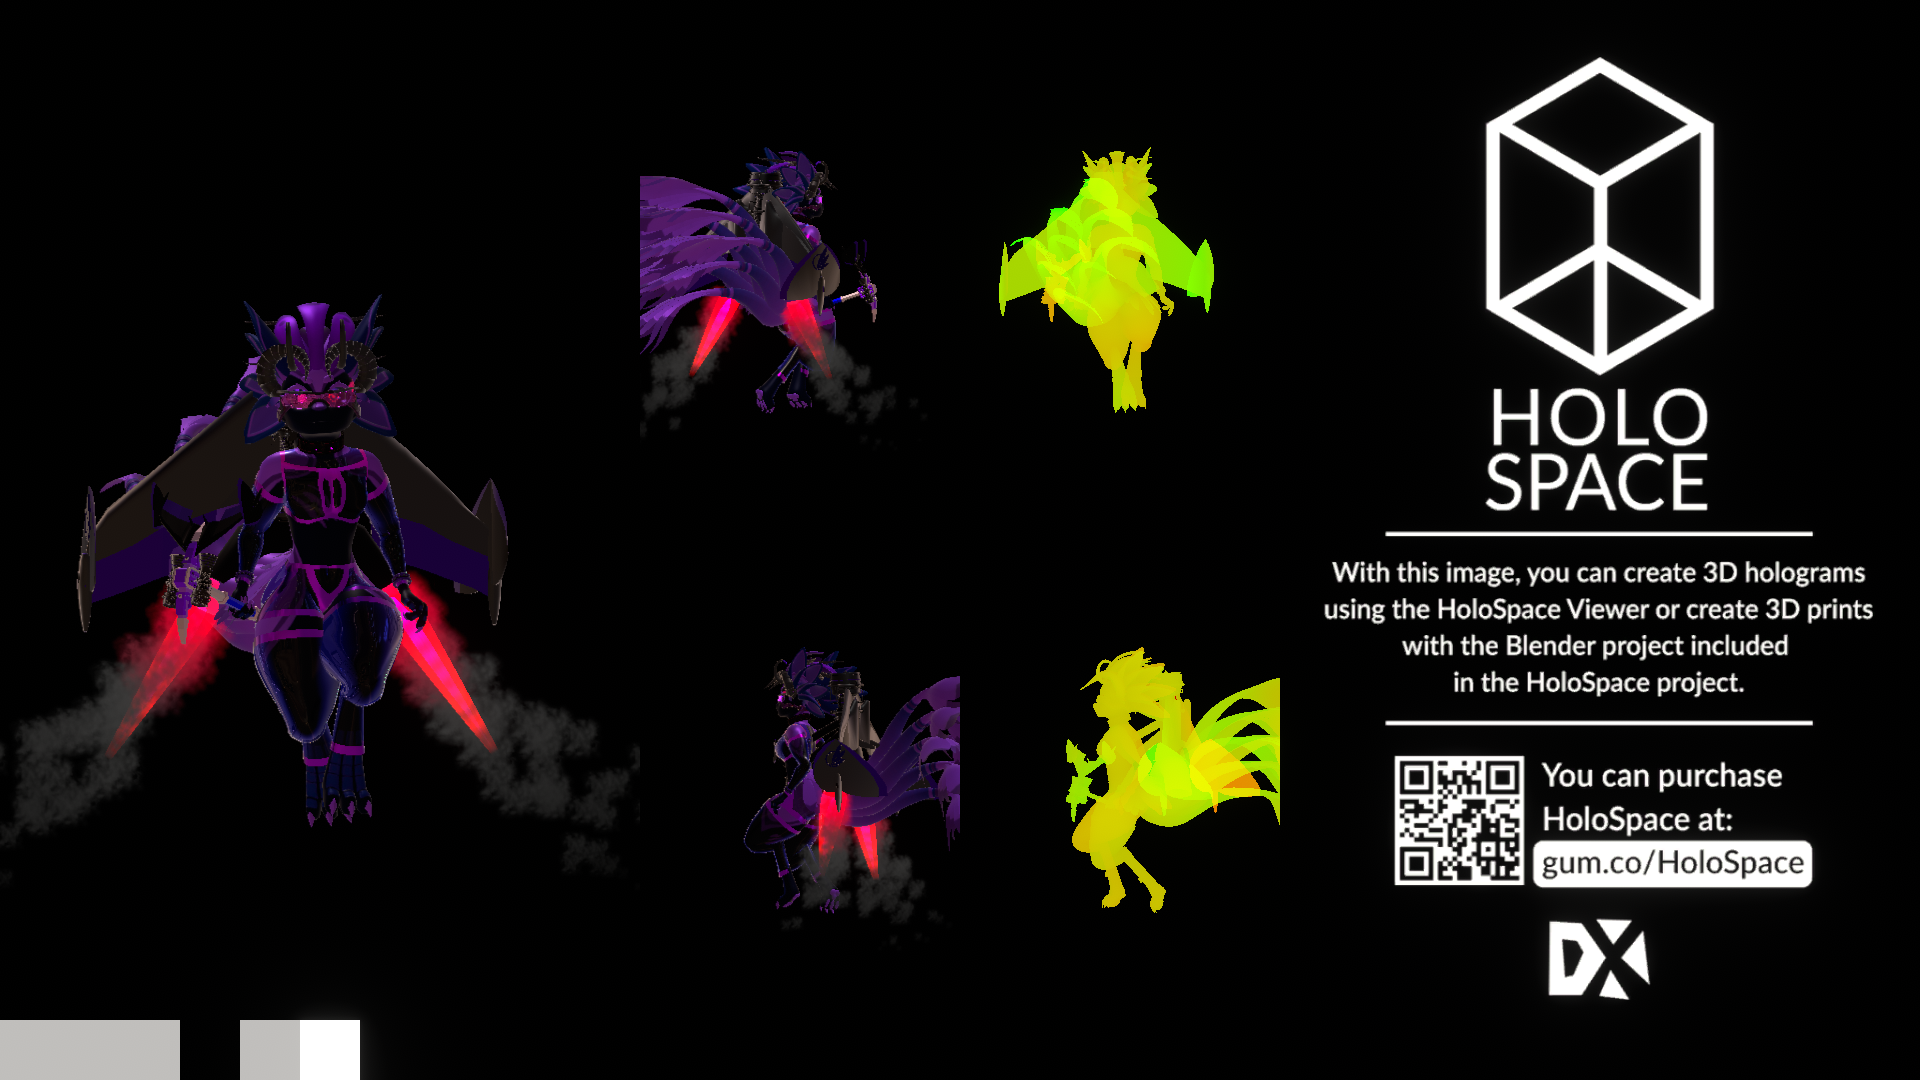 HOLO
SPACE
With this image, you can create 3D holograms
using the HoloSpace Viewer or create 3D prints
with the Blender project included
in the HoloSpace project.
You can purchase
HoloSpace at:
gum.co/HoloSpace
DX